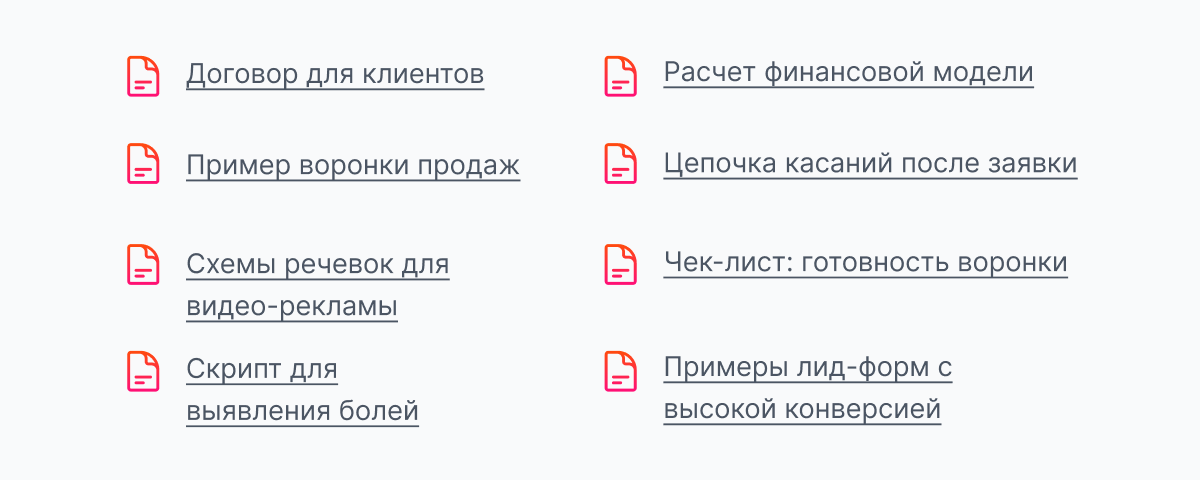 Договор для клиентов
Расчет финансовой модели
Пример воронки продаж
Цепочка касаний после заявки
Схемы речевок для
видео-рекламы
Чек-лист: готовность воронки
Скрипт для
выявления болей
Примеры лид-форм с
высокой конверсией